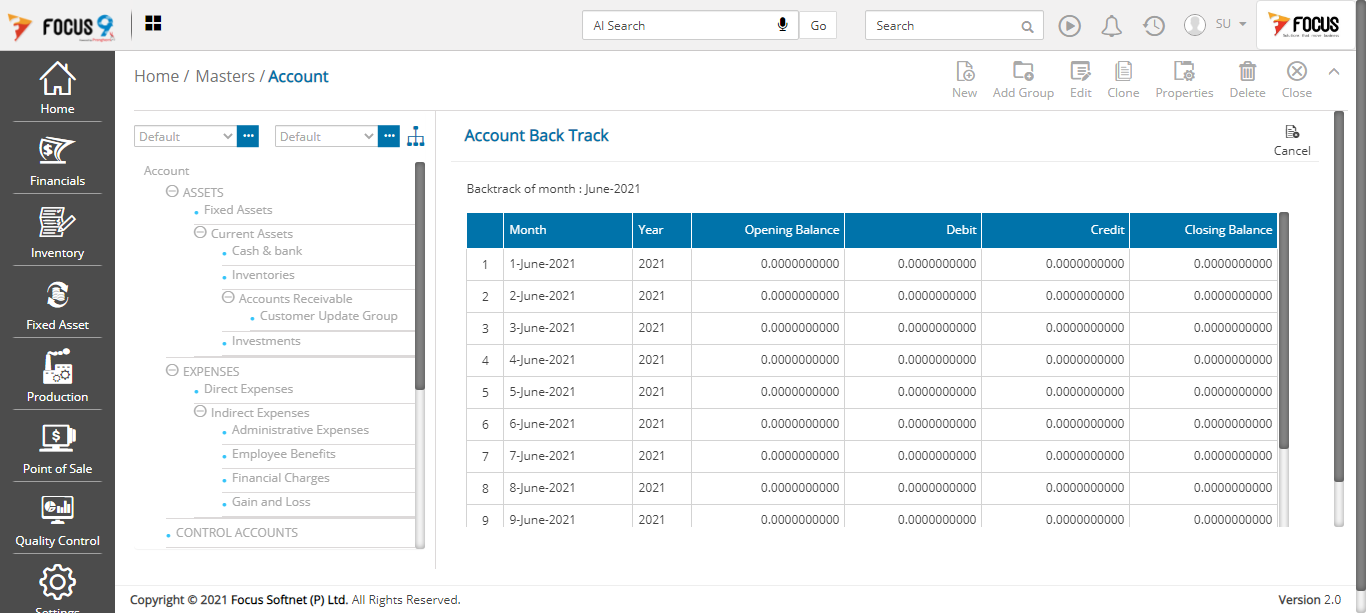 FOCUS 9
AI Search
Go
Search
SU
FOCUS
Home
Financials
Inventory
Fixed Asset
Production
Point of Sale
Quality Control
Settings
Home / Masters / Account
New
Add Group
Edit
Clone
Properties
Delete
Close
Default
Default
Account
ASSETS
Fixed Assets
Current Assets
Cash & bank
Inventories
Accounts Receivable
Customer Update Group
Investments
EXPENSES
Direct Expenses
Indirect Expenses
Administrative Expenses
Employee Benefits
Financial Charges
Gain and Loss
CONTROL ACCOUNTS
Account Back Track
Cancel
Backtrack of month : June-2021
Month Year Opening Balance Debit Credit Closing Balance
1 1-June-2021 2021 0.0000000000 0.0000000000 0.0000000000 0.0000000000
2 2-June-2021 2021 0.0000000000 0.0000000000 0.0000000000 0.0000000000
3 3-June-2021 2021 0.0000000000 0.0000000000 0.0000000000 0.0000000000
4 4-June-2021 2021 0.0000000000 0.0000000000 0.0000000000 0.0000000000
5 5-June-2021 2021 0.0000000000 0.0000000000 0.0000000000 0.0000000000
6 6-June-2021 2021 0.0000000000 0.0000000000 0.0000000000 0.0000000000
7 7-June-2021 2021 0.0000000000 0.0000000000 0.0000000000 0.0000000000
8 8-June-2021 2021 0.0000000000 0.0000000000 0.0000000000 0.0000000000
9 9-June-2021 2021 0.0000000000 0.0000000000 0.0000000000 0.0000000000
Copyright © 2021 Focus Softnet (P) Ltd. All Rights Reserved.
Version 2.0